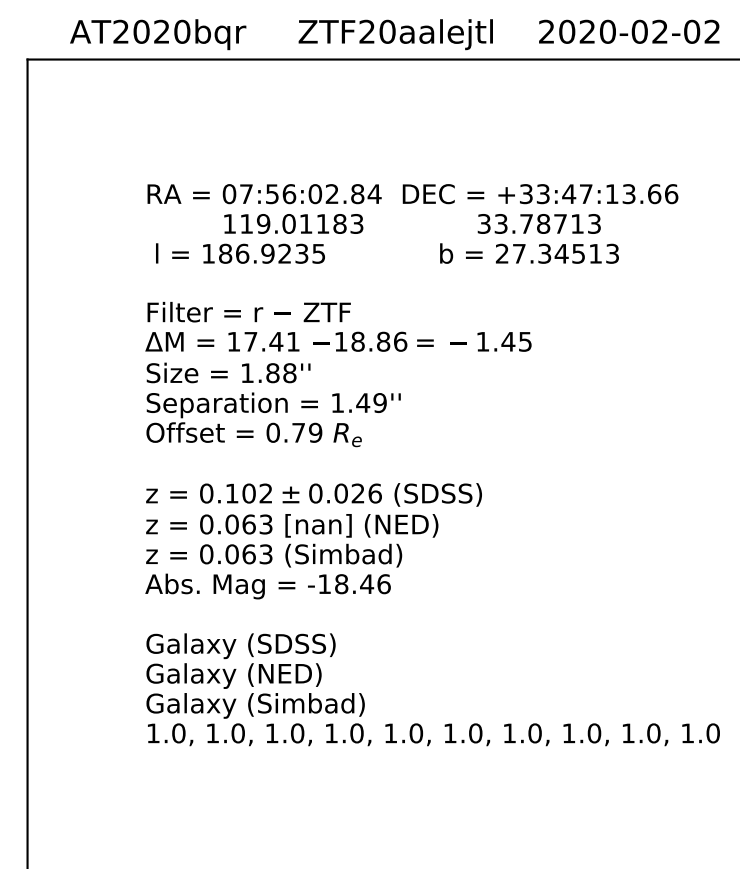 AT2020bqr ZTF20aalejtl 2020-02-02
RA = 07:56:02.84 DEC = +33:47:13.66
119.01183 33.78713
l = 186.9235 b = 27.34513
Filter = r − ZTF
ΔM = 17.41 −18.86 = − 1.45
Size = 1.88''
Separation = 1.49''
Offset = 0.79 Rₑ
z = 0.102 ± 0.026 (SDSS)
z = 0.063 [nan] (NED)
z = 0.063 (Simbad)
Abs. Mag = -18.46
Galaxy (SDSS)
Galaxy (NED)
Galaxy (Simbad)
1.0, 1.0, 1.0, 1.0, 1.0, 1.0, 1.0, 1.0, 1.0, 1.0